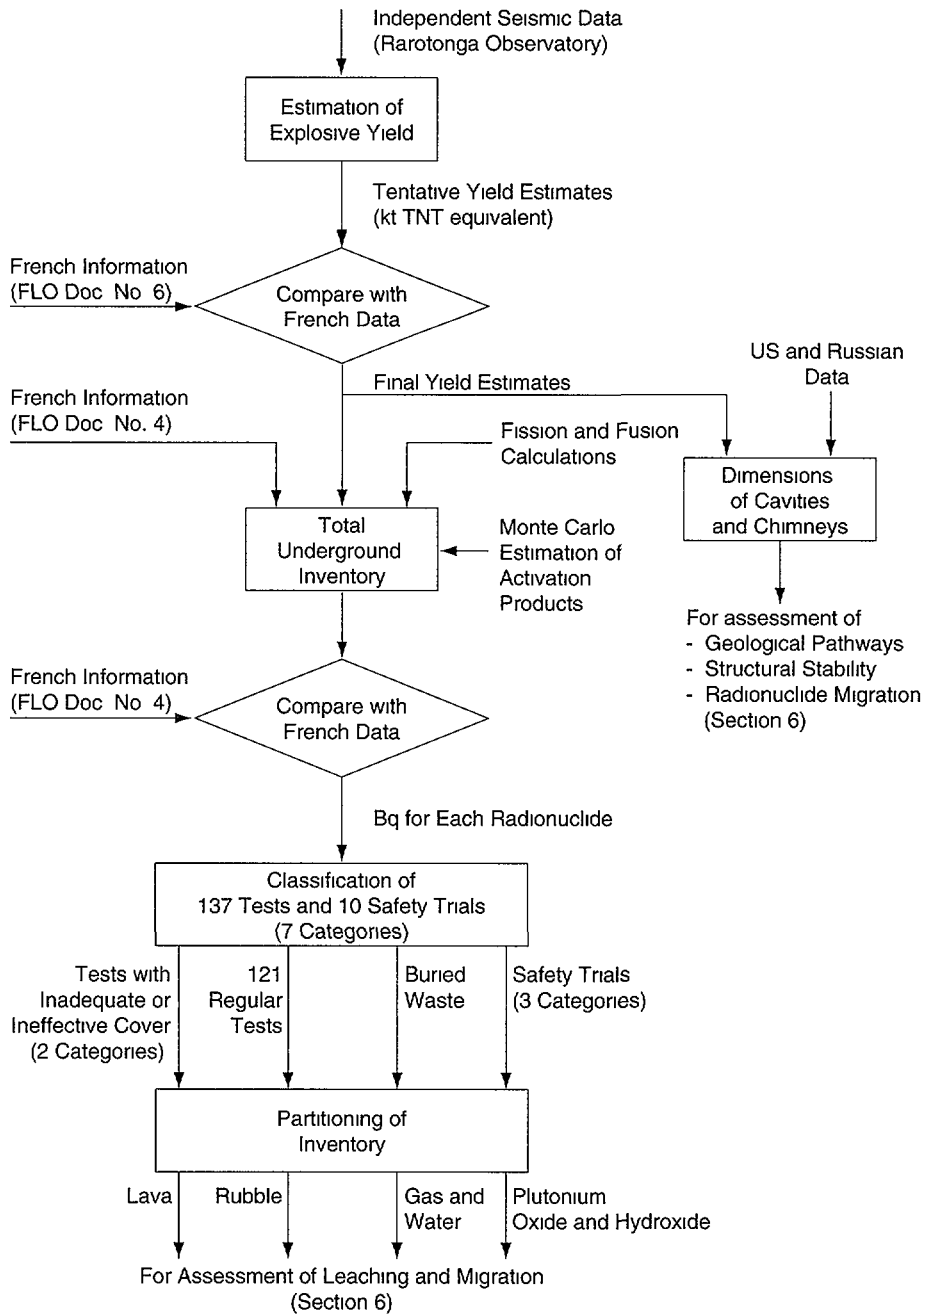 Independent Seismic Data
(Rarotonga Observatory)
Estimation of
Explosive Yield
Tentative Yield Estimates
(kt TNT equivalent)
French Information
(FLO Doc No 6)
Compare with
French Data
US and Russian
Data
Final Yield Estimates
French Information
(FLO Doc No. 4)
Fission and Fusion
Calculations
Dimensions
of Cavities
and Chimneys
Total
Underground
Inventory
Monte Carlo
Estimation of
Activation
Products
For assessment of
- Geological Pathways
- Structural Stability
- Radionuclide Migration
(Section 6)
French Information
(FLO Doc No 4)
Compare with
French Data
Bq for Each Radionuclide
Classification of
137 Tests and 10 Safety Trials
(7 Categories)
Tests with
Inadequate or
Ineffective Cover
(2 Categories)
121
Regular
Tests
Buried
Waste
Safety Trials
(3 Categories)
Partitioning of
Inventory
Lava
Rubble
Gas and
Water
Plutonium
Oxide and Hydroxide
For Assessment of Leaching and Migration
(Section 6)